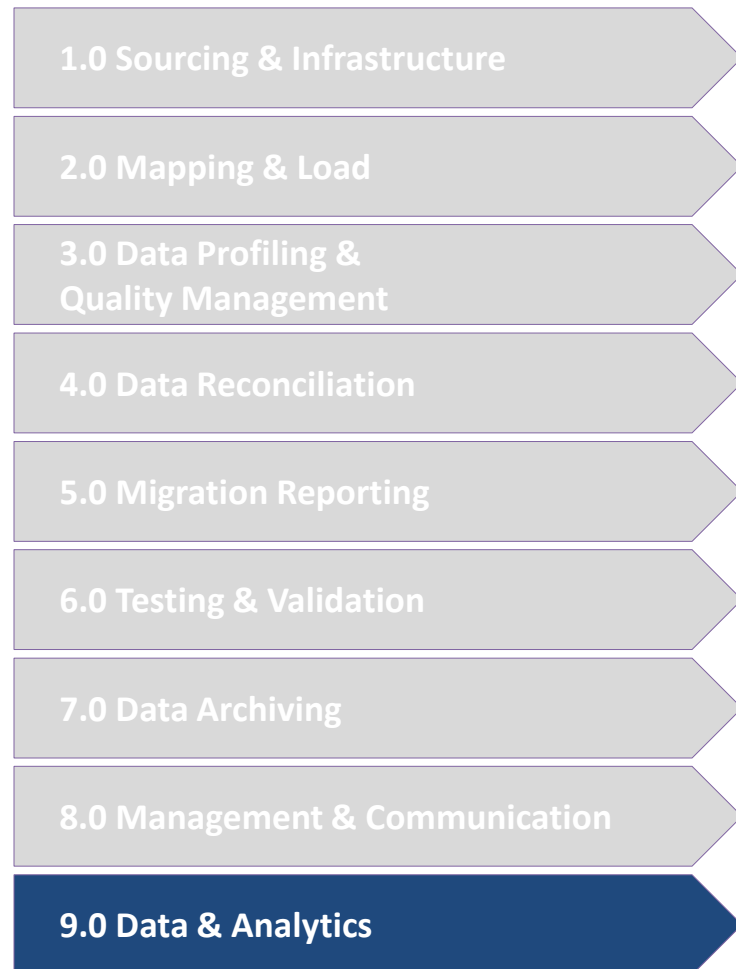 1.0 Sourcing & Infrastructure
2.0 Mapping & Load
3.0 Data Profiling &
Quality Management
4.0 Data Reconciliation
5.0 Migration Reporting
6.0 Testing & Validation
7.0 Data Archiving
8.0 Management & Communication
9.0 Data & Analytics